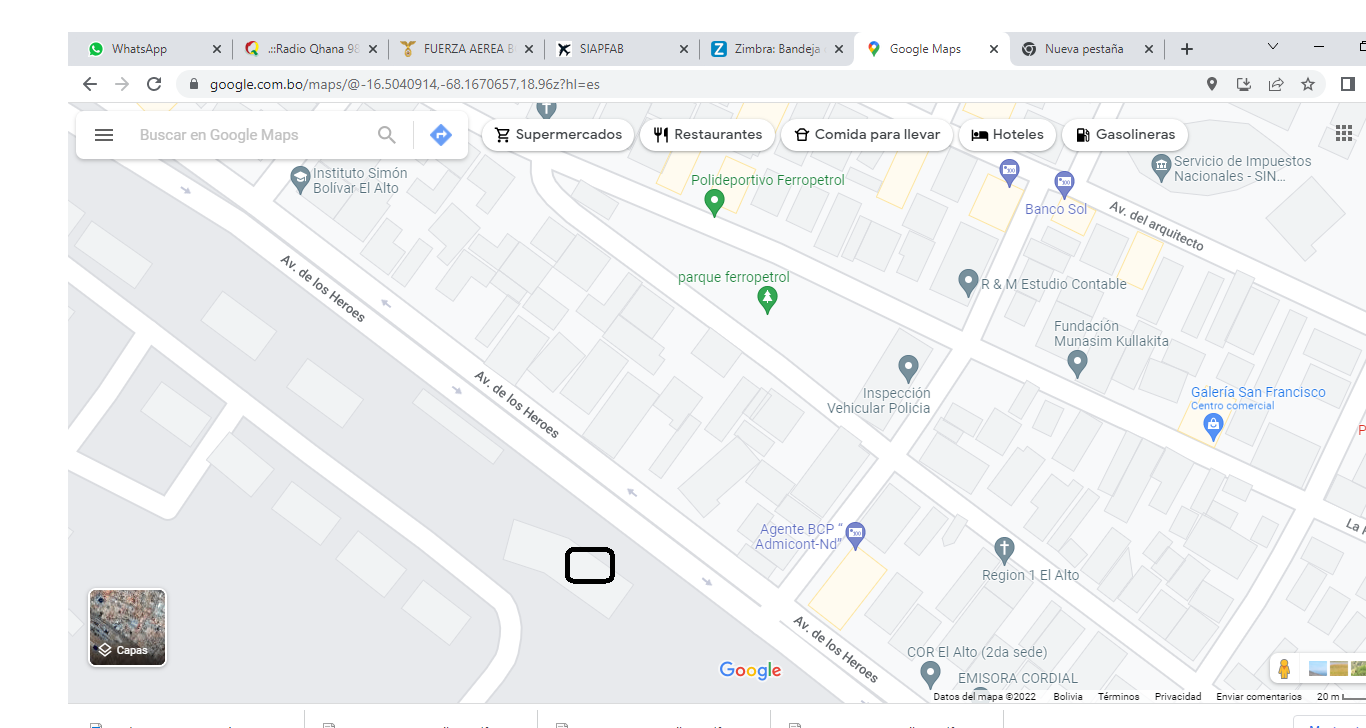 WhatsApp
.::Radio Qhana 98
FUERZA AEREA B
SIAPFAB
Zimbra: Bandeja
Google Maps
Nueva pestaña
google.com.bo/maps/@-16.5040914,-68.1670657,18.96z?hl=es
Buscar en Google Maps
Supermercados
Restaurantes
Comida para llevar
Hoteles
Gasolineras
Instituto Simón
Bolívar El Alto
Polideportivo Ferropetrol
Servicio de Impuestos
Nacionales - SIN...
Banco Sol
Av. del arquitecto
Av. de los Heroes
parque ferropetrol
R & M Estudio Contable
Fundación
Munasim Kullakita
Av. de los Heroes
Inspección
Vehicular Policia
Galería San Francisco
Centro comercial
P
La
Agente BCP "
Admicont-Nd"
Region 1 El Alto
Capas
Av. de los Heroes
COR El Alto (2da sede)
EMISORA CORDIAL
Google
Datos del mapa ©2022
Bolivia
Términos
Privacidad
Enviar comentarios
20 m